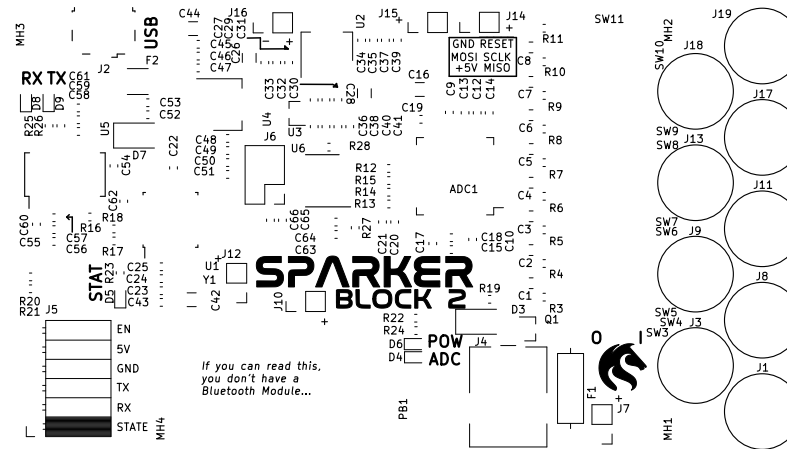 MH3
USB
C44
J16
C29
C27
C31
C26
C45
C46
C47
U2
J15
+
J14
+
SW11
MH2
J19
R11
GND RESET
MOSI SCLK
+5V MISO
C8
R10
SW10
J18
F2
J2
RX TX
C61
C59
C58
D8
D9
R25
R26
C53
C52
U5
D7
C54
C22
C48
C49
C50
C51
C33
C32
C30
C28
C34
C35
C37
C39
- +
U4
U3
U6
J6
R28
C36
C38
C40
C41
C16
C19
C9
C13
C12
C14
C7
R9
C6
R8
C5
R7
C4
R6
J17
SW9
SW8
J13
J11
ADC1
R12
R15
R14
R13
C62
R18
R16
C60
C55
C57
C56
R17
C66
C65
C64
C63
R27
C21
C20
C17
C18
C15
C10
C3
R5
C2
R4
SW7
SW6
J9
J8
STAT
R23
D5
C25
C24
C23
C43
+
J12
U1
Y1
C42
SPARKER
BLOCK 2
J10
+
R19
C1
R3
D3
Q1
R20
R21
J5
EN
5V
GND
TX
RX
STATE
MH4
If you can read this,
you don't have a
Bluetooth Module...
R22
R24
D6
POW
D4
ADC
J4
PB1
F1
+
J7
O I
SW5
SW4
SW3
J3
J1
MH1